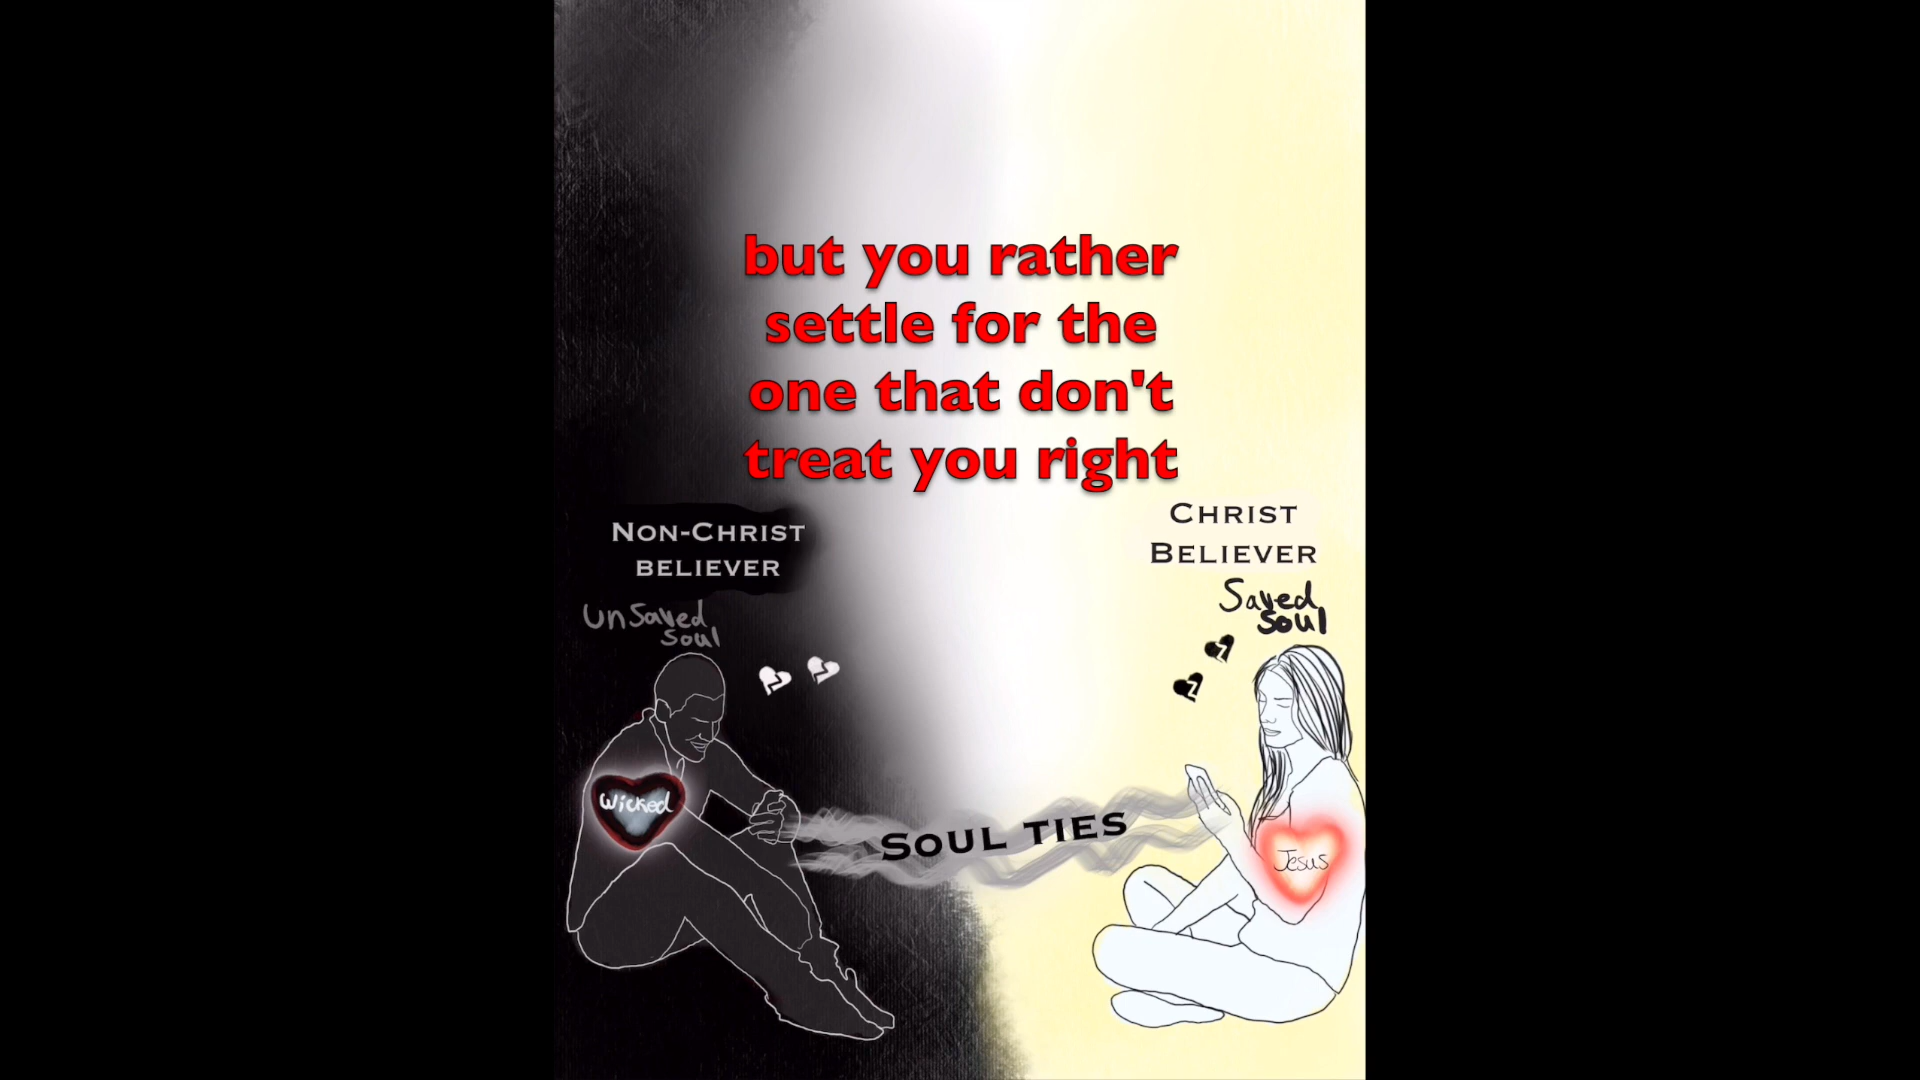 but you rather
settle for the
one that don't
treat you right
Non-Christ
believer
Unsaved
soul
Christ
Believer
Saved
soul
Wicked
Soul ties
Jesus